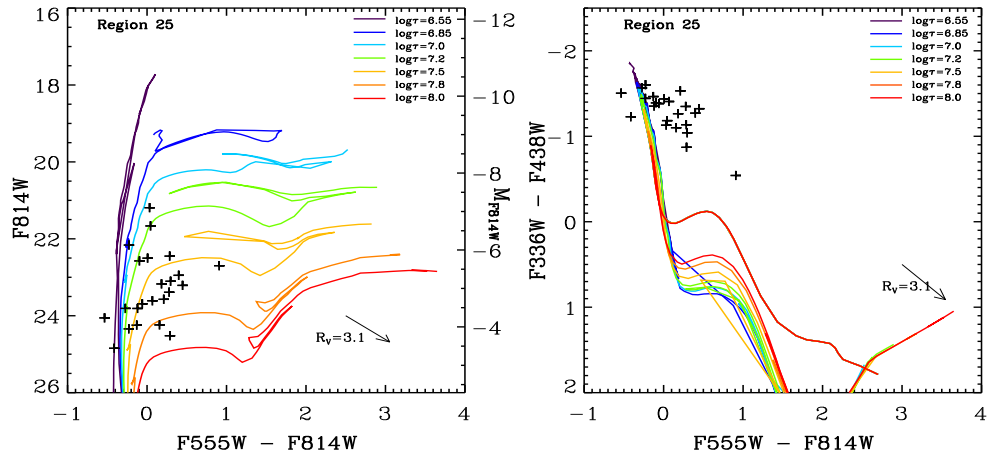 Region 25
logτ=6.55
logτ=6.85
logτ=7.0
logτ=7.2
logτ=7.5
logτ=7.8
logτ=8.0
16
18
20
22
24
26
F814W
−12
−10
−8
−6
−4
M_F814W
R_V=3.1
−1 0 1 2 3 4
F555W − F814W
Region 25
logτ=6.55
logτ=6.85
logτ=7.0
logτ=7.2
logτ=7.5
logτ=7.8
logτ=8.0
−2
−1
0
1
2
F336W − F438W
R_V=3.1
−1 0 1 2 3 4
F555W − F814W